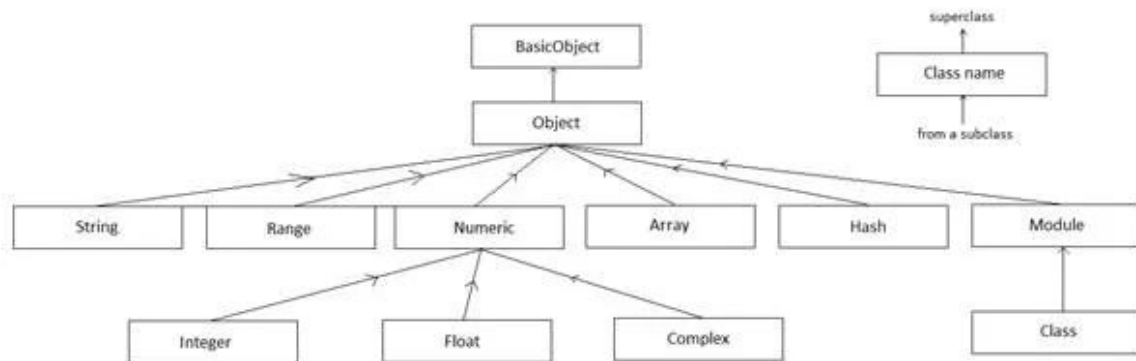 superclass
BasicObject
Class name
Object
from a subclass
String
Range
Numeric
Array
Hash
Module
Integer
Float
Complex
Class